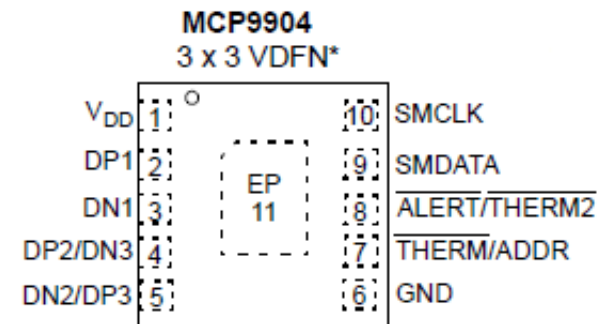 MCP9904
3 x 3 VDFN*
VDD 1 10 SMCLK
DP1 2 9 SMDATA
EP
DN1 3 11 8 ALERT/THERM2
DP2/DN3 4 7 THERM/ADDR
DN2/DP3 5 6 GND